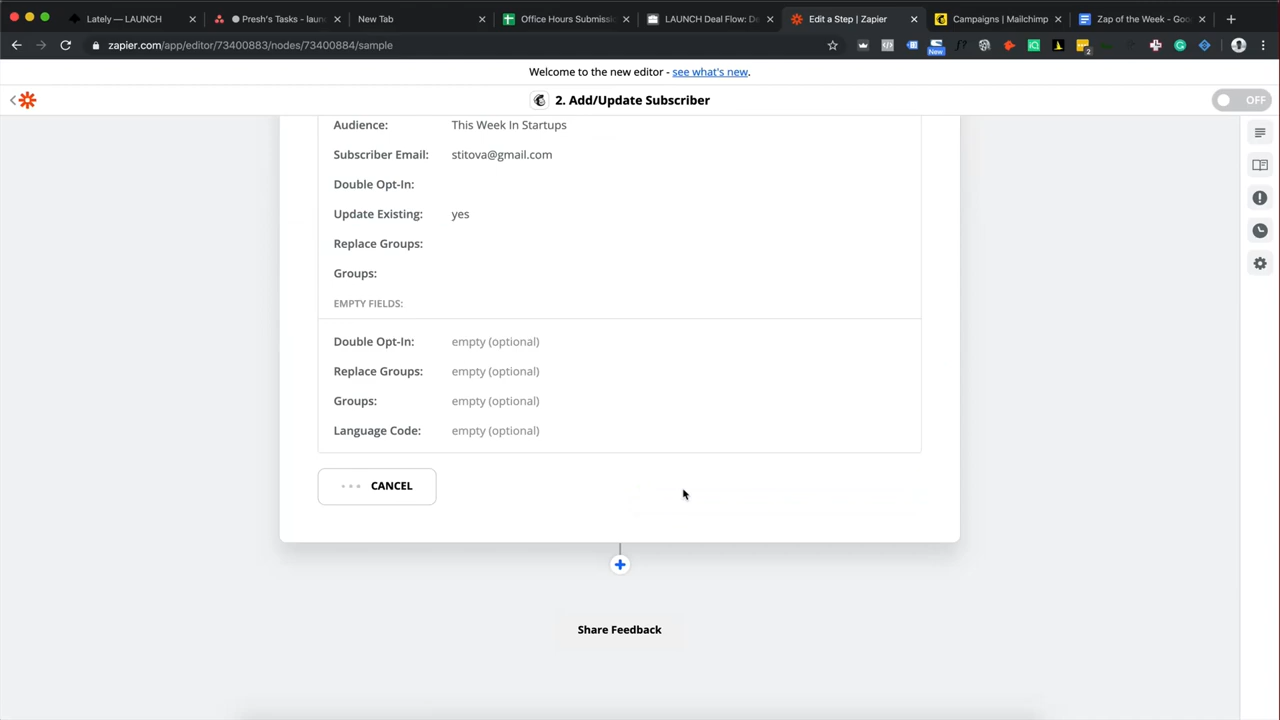 Lately — LAUNCH
Presh's Tasks - laun
New Tab
Office Hours Submissio
LAUNCH Deal Flow: De
Edit a Step | Zapier
Campaigns | Mailchimp
Zap of the Week - Goo
zapier.com/app/editor/73400883/nodes/73400884/sample
New
2
Welcome to the new editor - see what's new.
2. Add/Update Subscriber
OFF
Audience: This Week In Startups
Subscriber Email: stitova@gmail.com
Double Opt-In:
Update Existing: yes
Replace Groups:
Groups:
EMPTY FIELDS:
Double Opt-In: empty (optional)
Replace Groups: empty (optional)
Groups: empty (optional)
Language Code: empty (optional)
CANCEL
Share Feedback